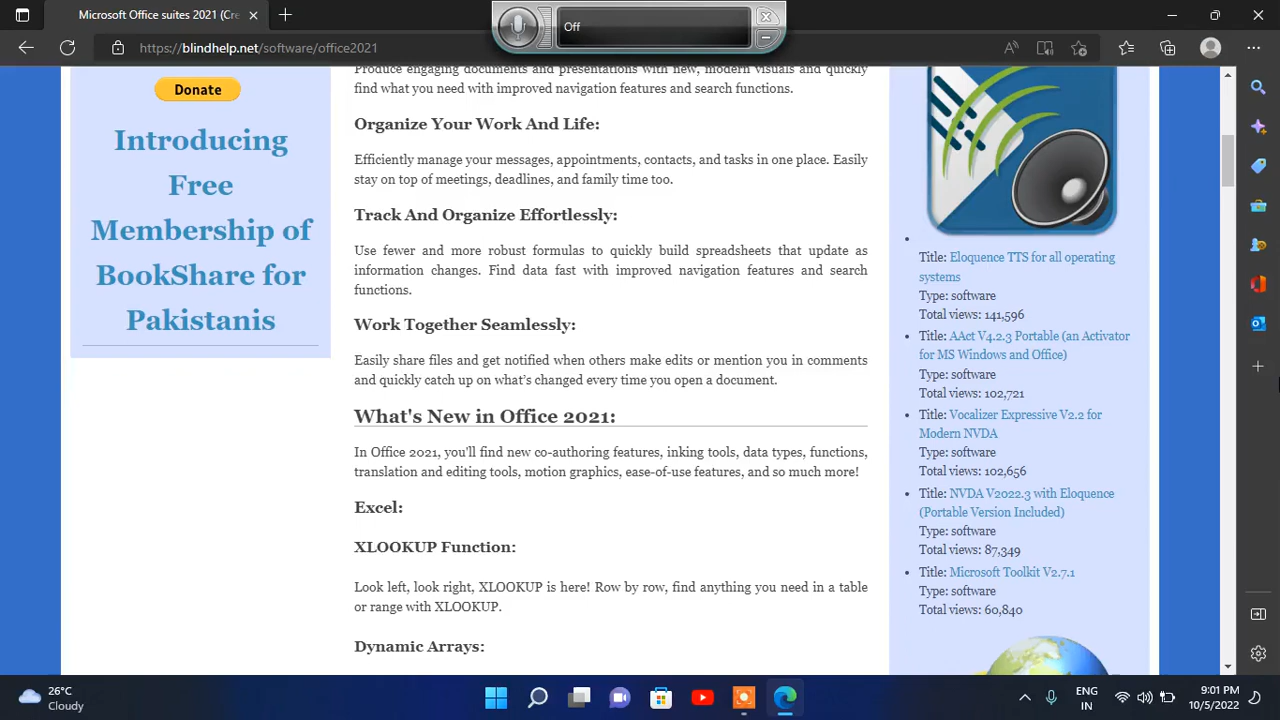 Microsoft Office 2021 (Cre
Off
https://blindhelp.net/software/office2021
Donate
Introducing
Free
Membership of
BookShare for
Pakistanis
Produce engaging documents and presentations with new, modern visuals and quickly
find what you need with improved navigation features and search functions.
Organize Your Work And Life:
Efficiently manage your messages, appointments, contacts, and tasks in one place. Easily
stay on top of meetings, deadlines, and family time too.
Track And Organize Effortlessly:
Use fewer and more robust formulas to quickly build spreadsheets that update as
information changes. Find data fast with improved navigation features and search
functions.
Work Together Seamlessly:
Easily share files and get notified when others make edits or mention you in comments
and quickly catch up on what's changed every time you open a document.
What's New in Office 2021:
In Office 2021, you'll find new co-authoring features, inking tools, data types, functions,
translation and editing tools, motion graphics, ease-of-use features, and so much more!
Excel:
XLOOKUP Function:
Look left, look right, XLOOKUP is here! Row by row, find anything you need in a table
or range with XLOOKUP.
Dynamic Arrays:
Title: Eloquence TTS for all operating
systems
Type: software
Total views: 141,596
Title: AAct V4.2.3 Portable (an Activator
for MS Windows and Office)
Type: software
Total views: 102,721
Title: Vocalizer Expressive V2.2 for
Modern NVDA
Type: software
Total views: 102,656
Title: NVDA V2022.3 with Eloquence
(Portable Version Included)
Type: software
Total views: 87,349
Title: Microsoft Toolkit V2.7.1
Type: software
Total views: 60,840
26°C
Cloudy
ENG
IN
9:01 PM
10/5/2022